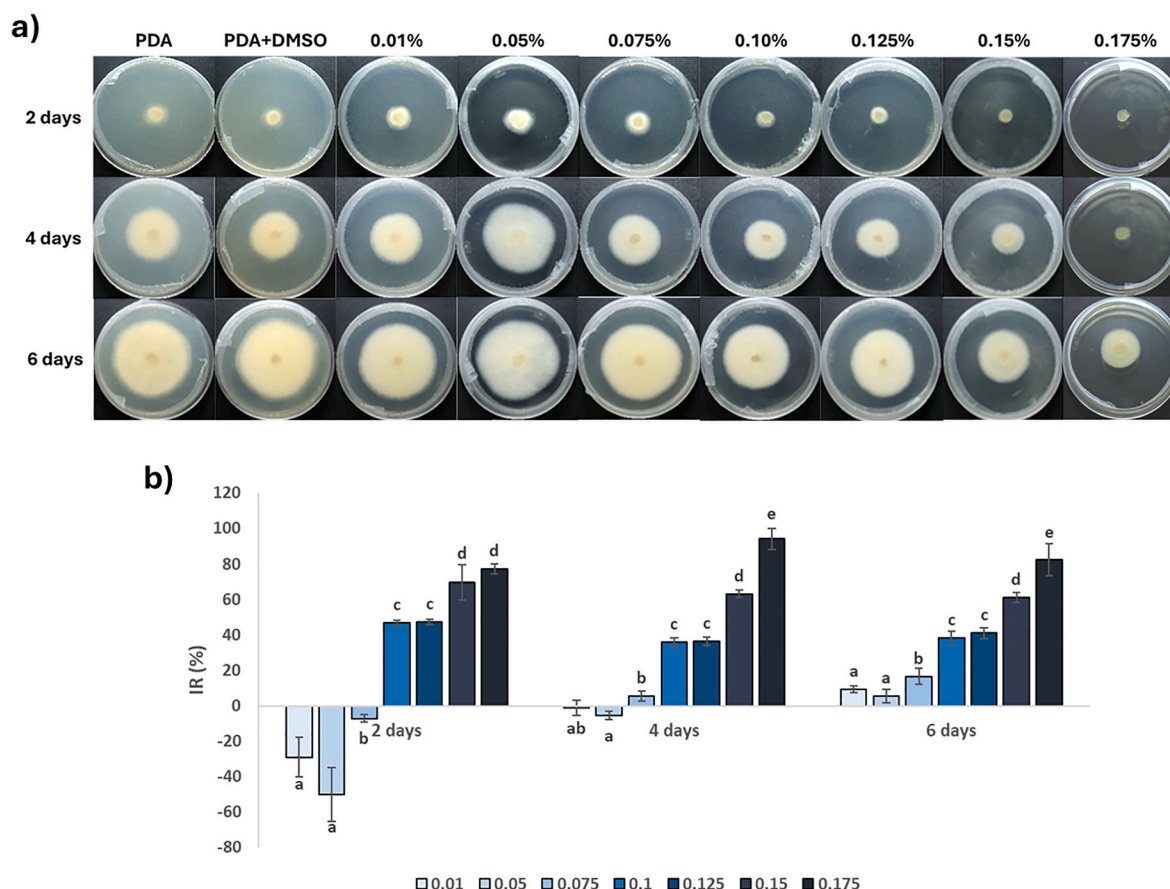 a)
PDA PDA+DMSO 0.01% 0.05% 0.075% 0.10% 0.125% 0.15% 0.175%
2 days
4 days
6 days
b)
IR (%)
120
100
80
60
40
20
0
-20
-40
-60
-80
a a b c c d d
2 days
ab a b c c d e
4 days
a a b c c d e
6 days
0.01 0.05 0.075 0.1 0.125 0.15 0.175